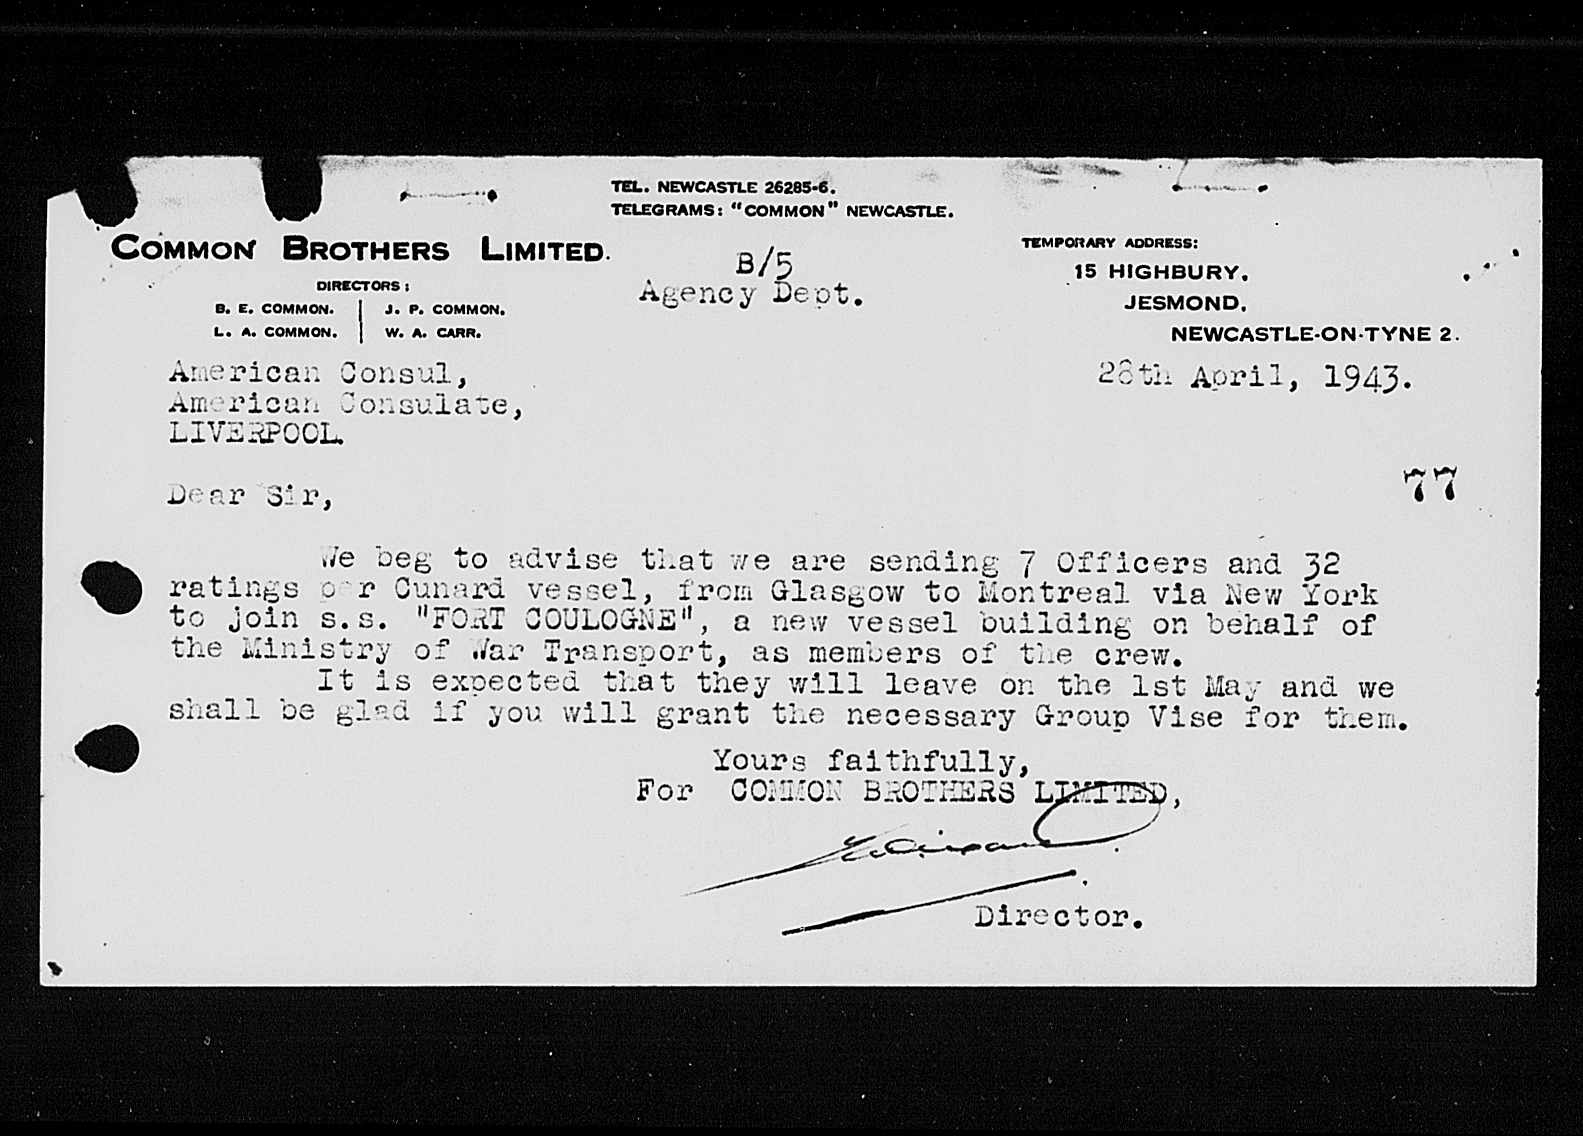 TEL. NEWCASTLE 26285-6.
TELEGRAMS: "COMMON" NEWCASTLE.
COMMON BROTHERS LIMITED.
DIRECTORS:
B. E. COMMON. J. P. COMMON.
L. A. COMMON. W. A. CARR.
B/5
Agency Dept.
TEMPORARY ADDRESS:
15 HIGHBURY.
JESMOND.
NEWCASTLE-ON-TYNE 2.
American Consul,
American Consulate,
LIVERPOOL.
28th April, 1943.
77
Dear Sir,
We beg to advise that we are sending 7 Officers and 32
ratings per Cunard vessel, from Glasgow to Montreal via New York
to join s.s. "FORT COULOGNE", a new vessel building on behalf of
the Ministry of War Transport, as members of the crew.
It is expected that they will leave on the 1st May and we
shall be glad if you will grant the necessary Group Vise for them.
Yours faithfully,
For COMMON BROTHERS LIMITED,
Director.